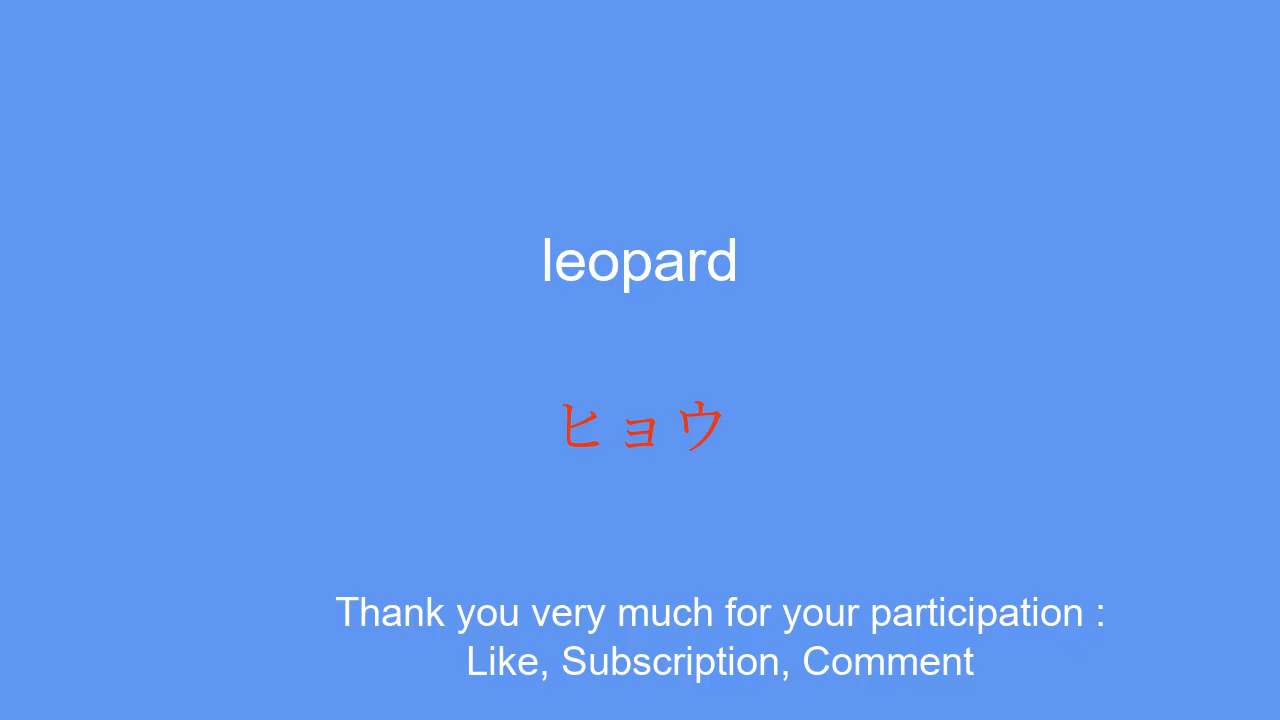 leopard
ヒョウ
Thank you very much for your participation :
Like, Subscription, Comment